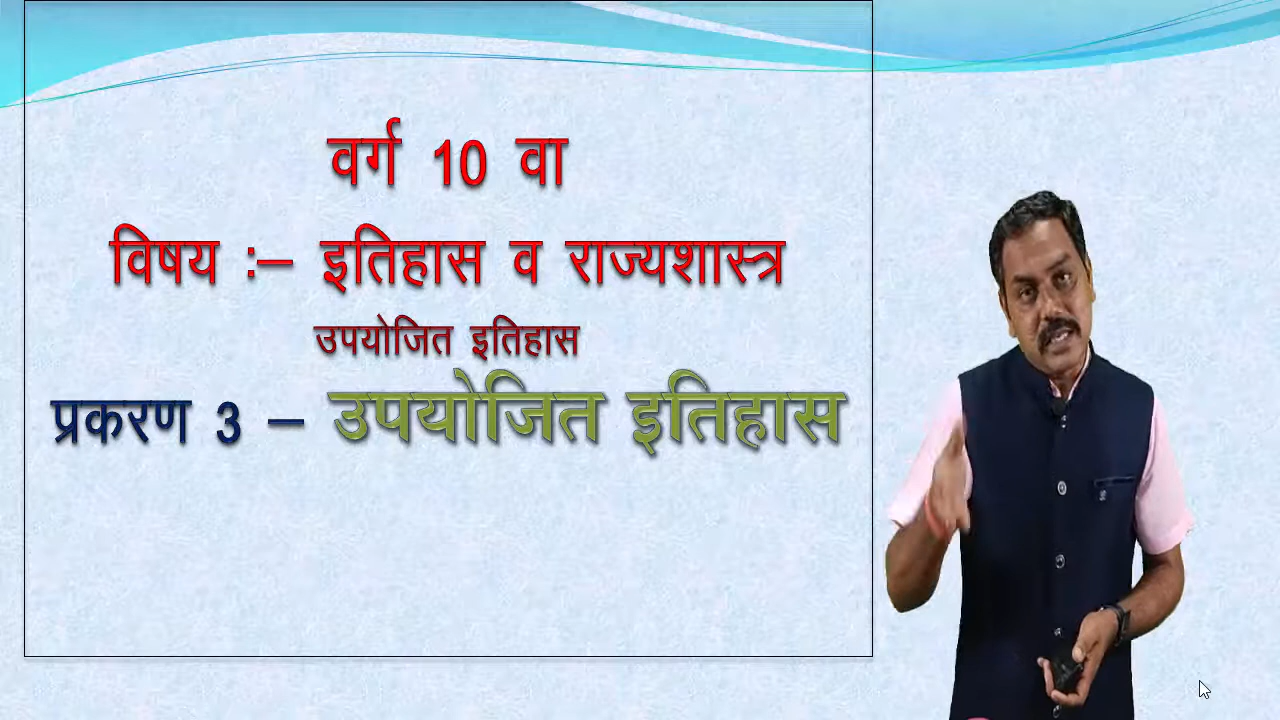 वर्ग 10 वा
विषय :– इतिहास व राज्यशास्त्र
उपयोजित इतिहास
प्रकरण 3 – उपयोजित इतिहास